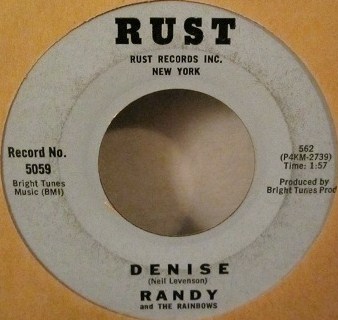 RUST
RUST RECORDS INC.
NEW YORK
Record No.
5059
Bright Tunes
Music (BMI)
562
(P4KM-2739)
Time: 1:57
Produced by
Bright Tunes Prod
DENISE
(Neil Levenson)
RANDY
and THE RAINBOWS